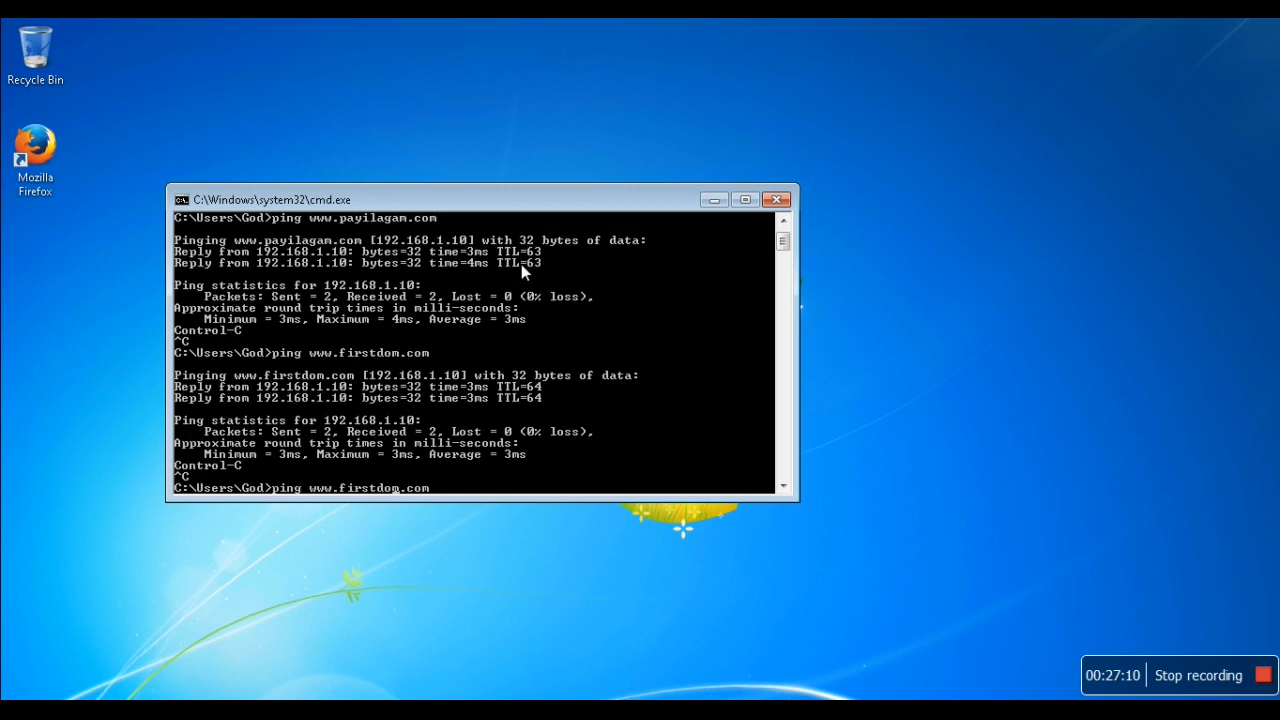 Recycle Bin
Mozilla
Firefox
C:\Windows\system32\cmd.exe
C:\Users\God>ping www.payilagam.com
Pinging www.payilagam.com [192.168.1.10] with 32 bytes of data:
Reply from 192.168.1.10: bytes=32 time=3ms TTL=63
Reply from 192.168.1.10: bytes=32 time=4ms TTL=63
Ping statistics for 192.168.1.10:
Packets: Sent = 2, Received = 2, Lost = 0 (0% loss),
Approximate round trip times in milli-seconds:
Minimum = 3ms, Maximum = 4ms, Average = 3ms
Control-C
^C
C:\Users\God>ping www.firstdom.com
Pinging www.firstdom.com [192.168.1.10] with 32 bytes of data:
Reply from 192.168.1.10: bytes=32 time=3ms TTL=64
Reply from 192.168.1.10: bytes=32 time=3ms TTL=64
Ping statistics for 192.168.1.10:
Packets: Sent = 2, Received = 2, Lost = 0 (0% loss),
Approximate round trip times in milli-seconds:
Minimum = 3ms, Maximum = 3ms, Average = 3ms
Control-C
^C
C:\Users\God>ping www.firstdom.com
00:27:10 Stop recording